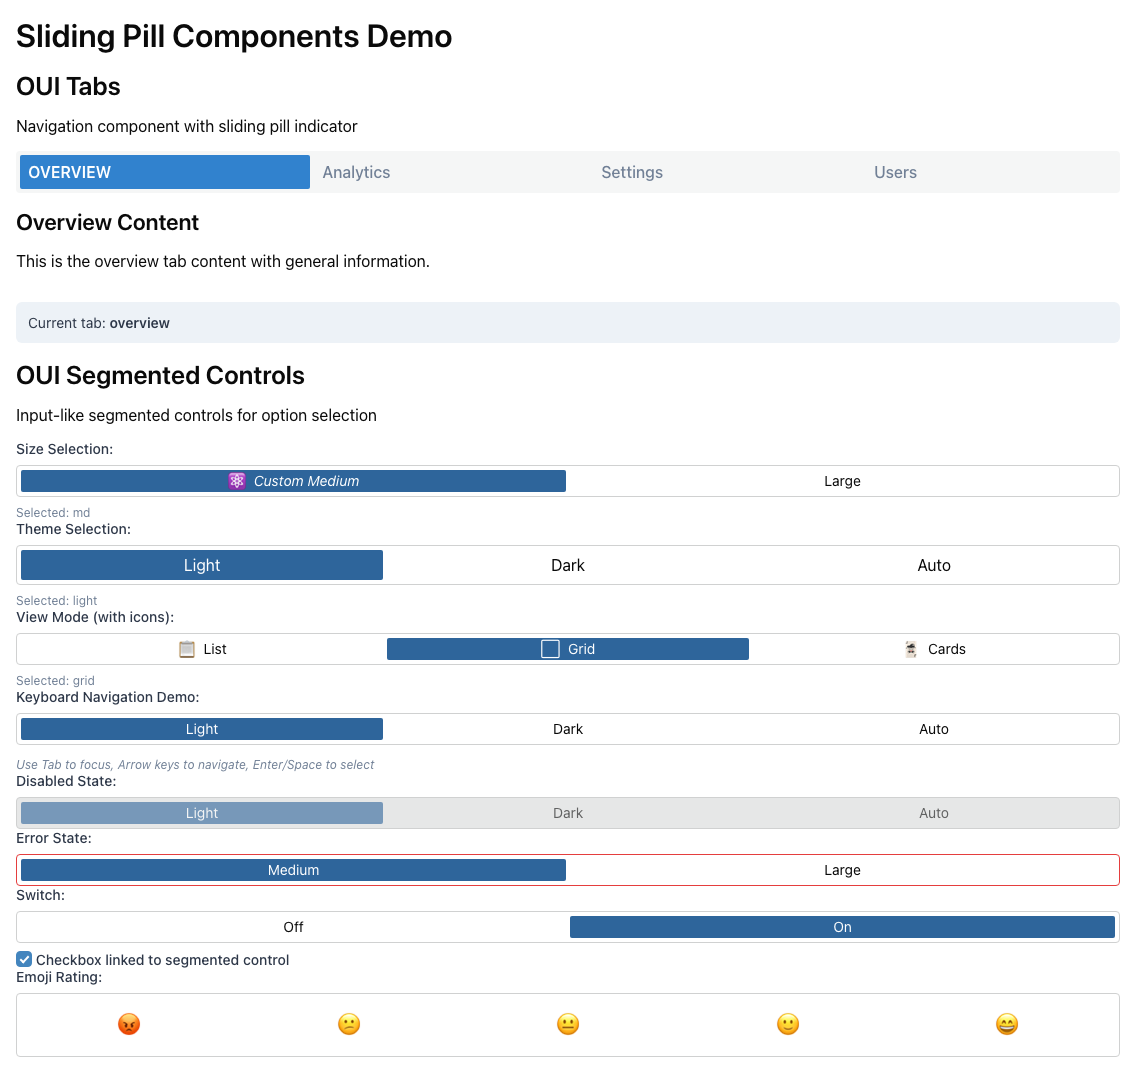 Sliding Pill Components Demo
OUI Tabs
Navigation component with sliding pill indicator
OVERVIEW Analytics Settings Users
Overview Content
This is the overview tab content with general information.
Current tab: overview
OUI Segmented Controls
Input-like segmented controls for option selection
Size Selection:
⚛️ Custom Medium Large
Selected: md
Theme Selection:
Light Dark Auto
Selected: light
View Mode (with icons):
📋 List ⬜ Grid 🃏 Cards
Selected: grid
Keyboard Navigation Demo:
Light Dark Auto
Use Tab to focus, Arrow keys to navigate, Enter/Space to select
Disabled State:
Light Dark Auto
Error State:
Medium Large
Switch:
Off On
Checkbox linked to segmented control
Emoji Rating:
😡 😕 😐 🙂 😄